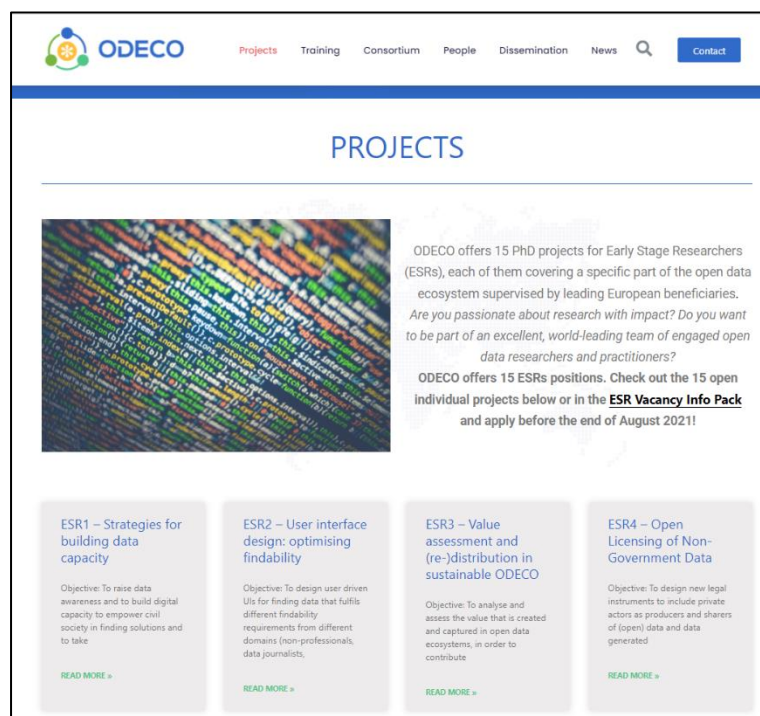 ODECO
Projects Training Consortium People Dissemination News Contact
PROJECTS
ODECO offers 15 PhD projects for Early Stage Researchers
(ESRs), each of them covering a specific part of the open data
ecosystem supervised by leading European beneficiaries.
Are you passionate about research with impact? Do you want
to be part of an excellent, world-leading team of engaged open
data researchers and practitioners?
ODECO offers 15 ESRs positions. Check out the 15 open
individual projects below or in the ESR Vacancy Info Pack
and apply before the end of August 2021!
ESR1 – Strategies for
building data
capacity
Objective: To raise data
awareness and to build digital
capacity to empower civil
society in finding solutions and
to take
READ MORE »
ESR2 – User interface
design: optimising
findability
Objective: To design user driven
UIs for finding data that fulfils
different findability
requirements from different
domains (non-professionals,
data journalists,
READ MORE »
ESR3 – Value
assessment and
(re-)distribution in
sustainable ODECO
Objective: To analyse and
assess the value that is created
and captured in open data
ecosystems, in order to
contribute
READ MORE »
ESR4 – Open
Licensing of Non-
Government Data
Objective: To design new legal
instruments to include private
actors as producers and sharers
of (open) data and data
generated
READ MORE »